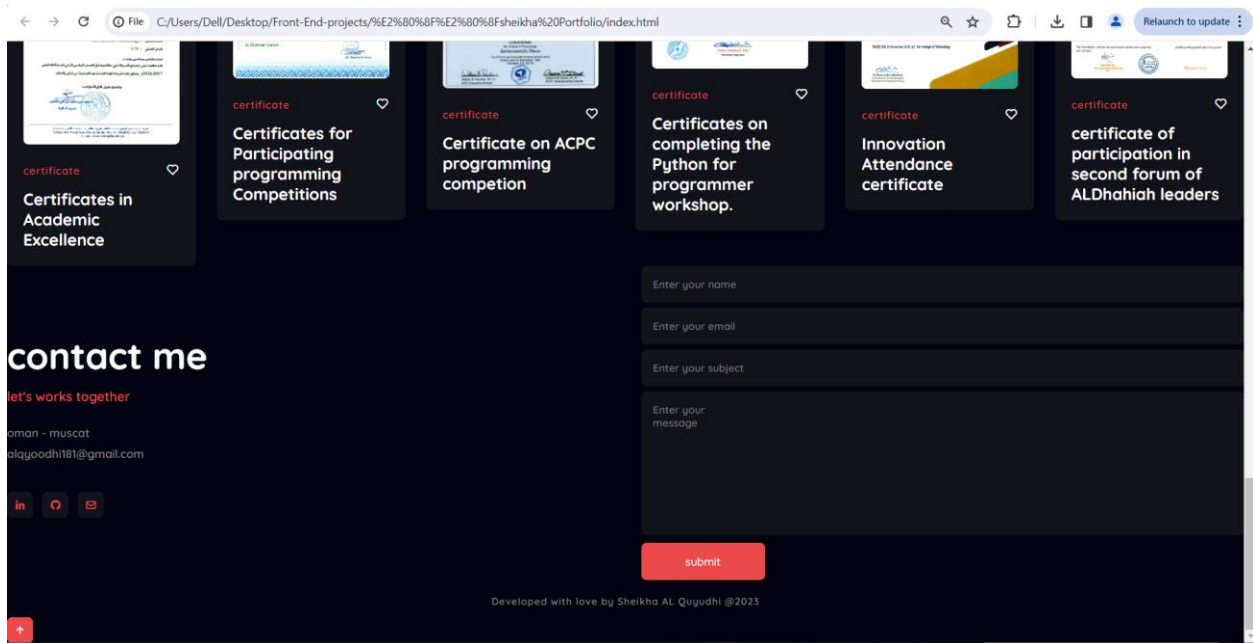 File
C:/Users/Dell/Desktop/Front-End-projects/%E2%80%8F%E2%80%8Fsheikha%20Portfolio/index.html
Relaunch to update
certificate
Certificates in
Academic
Excellence
certificate
Certificates for
Participating
programming
Competitions
certificate
Certificate on ACPC
programming
competion
certificate
Certificates on
completing the
Python for
programmer
workshop.
certificate
Innovation
Attendance
certificate
certificate
certificate of
participation in
second forum of
ALDhahiah leaders
contact me
let's works together
oman - muscat
alqyoodhi181@gmail.com
in
Enter your name
Enter your email
Enter your subject
Enter your
message
submit
Developed with love by Sheikha AL Quyudhi @2023